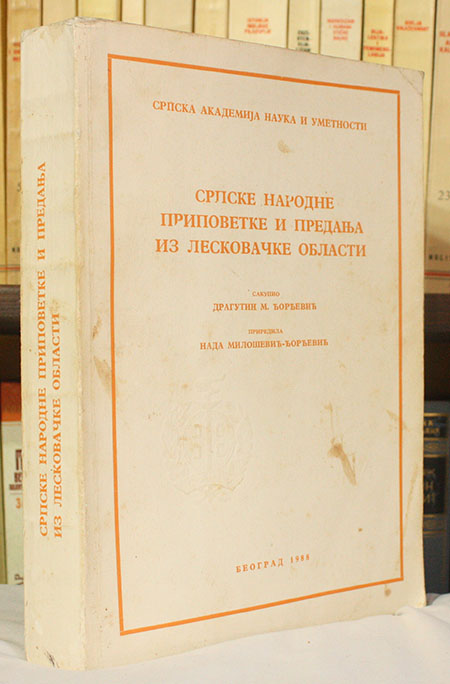 СРПСКА АКАДЕМИЈА НАУКА И УМЕТНОСТИ
СРПСКЕ НАРОДНЕ
ПРИПОВЕТКЕ И ПРЕДАЊА
ИЗ ЛЕСКОВАЧКЕ ОБЛАСТИ
САКУПИО
ДРАГУТИН М. ЂОРЂЕВИЋ
ПРИРЕДИЛА
НАДА МИЛОШЕВИЋ-ЂОРЂЕВИЋ
БЕОГРАД 1988
СРПСКЕ НАРОДНЕ ПРИПОВЕТКЕ И ПРЕДАЊА
ИЗ ЛЕСКОВАЧКЕ ОБЛАСТИ
23